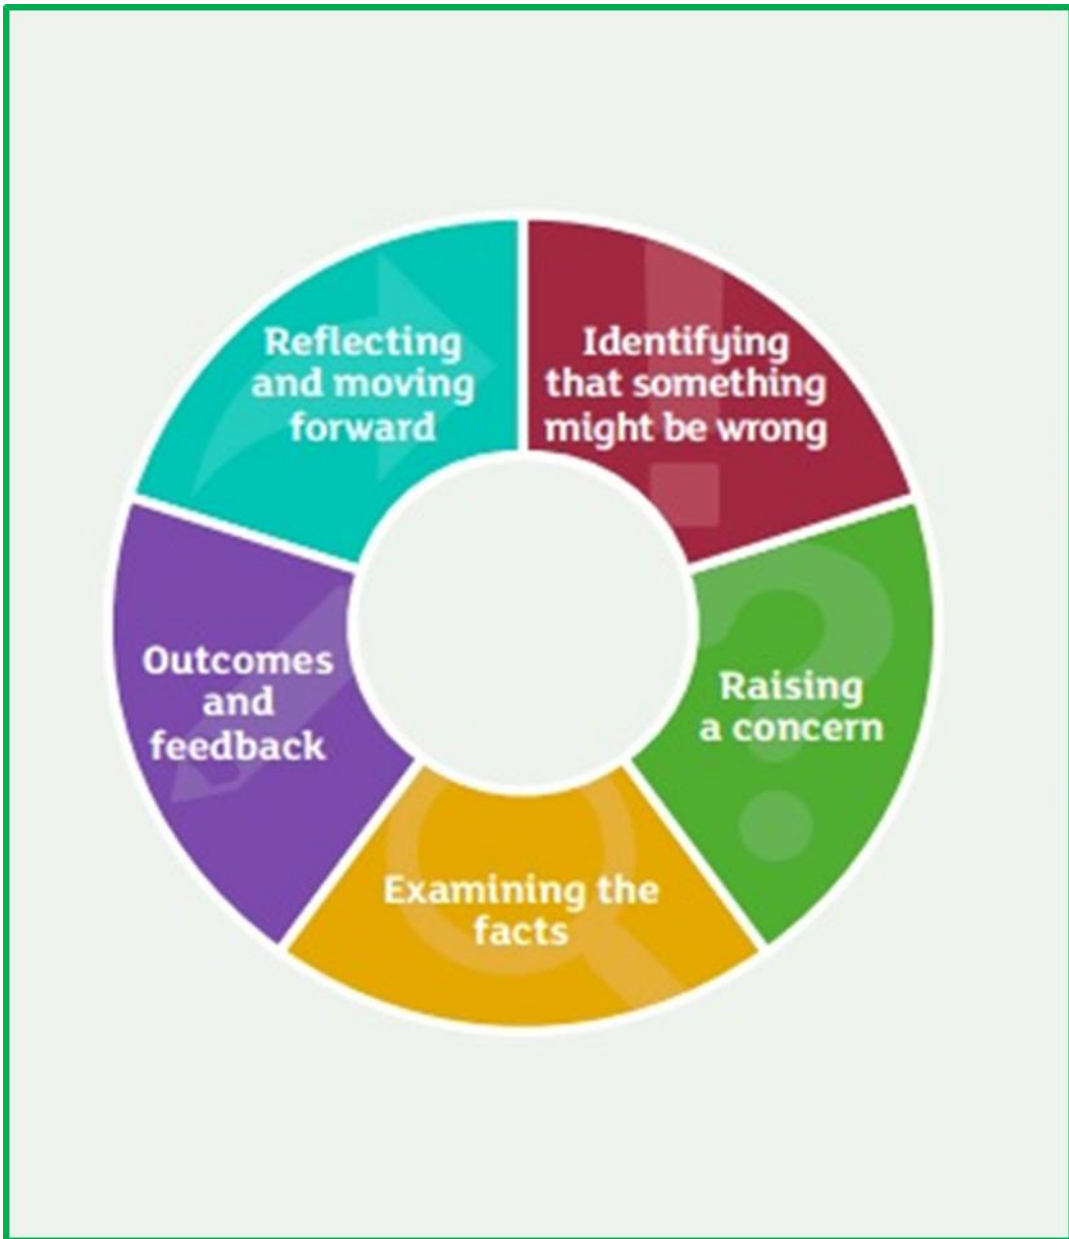 Identifying
that something
might be wrong
Raising
a concern
Examining the
facts
Outcomes
and
feedback
Reflecting
and moving
forward